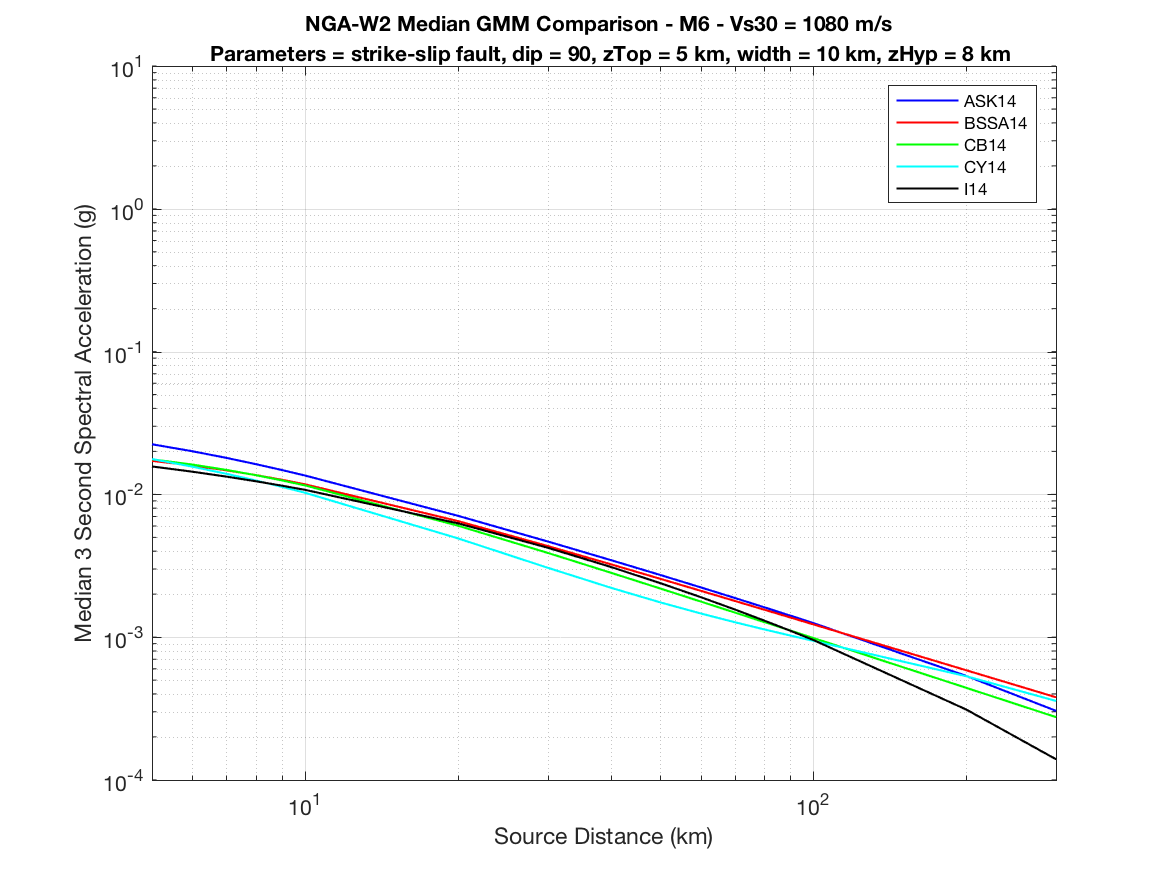 NGA-W2 Median GMM Comparison - M6 - Vs30 = 1080 m/s
Parameters = strike-slip fault, dip = 90, zTop = 5 km, width = 10 km, zHyp = 8 km
10^1
10^0
10^-1
10^-2
10^-3
10^-4
Median 3 Second Spectral Acceleration (g)
ASK14
BSSA14
CB14
CY14
I14
10^1
10^2
Source Distance (km)